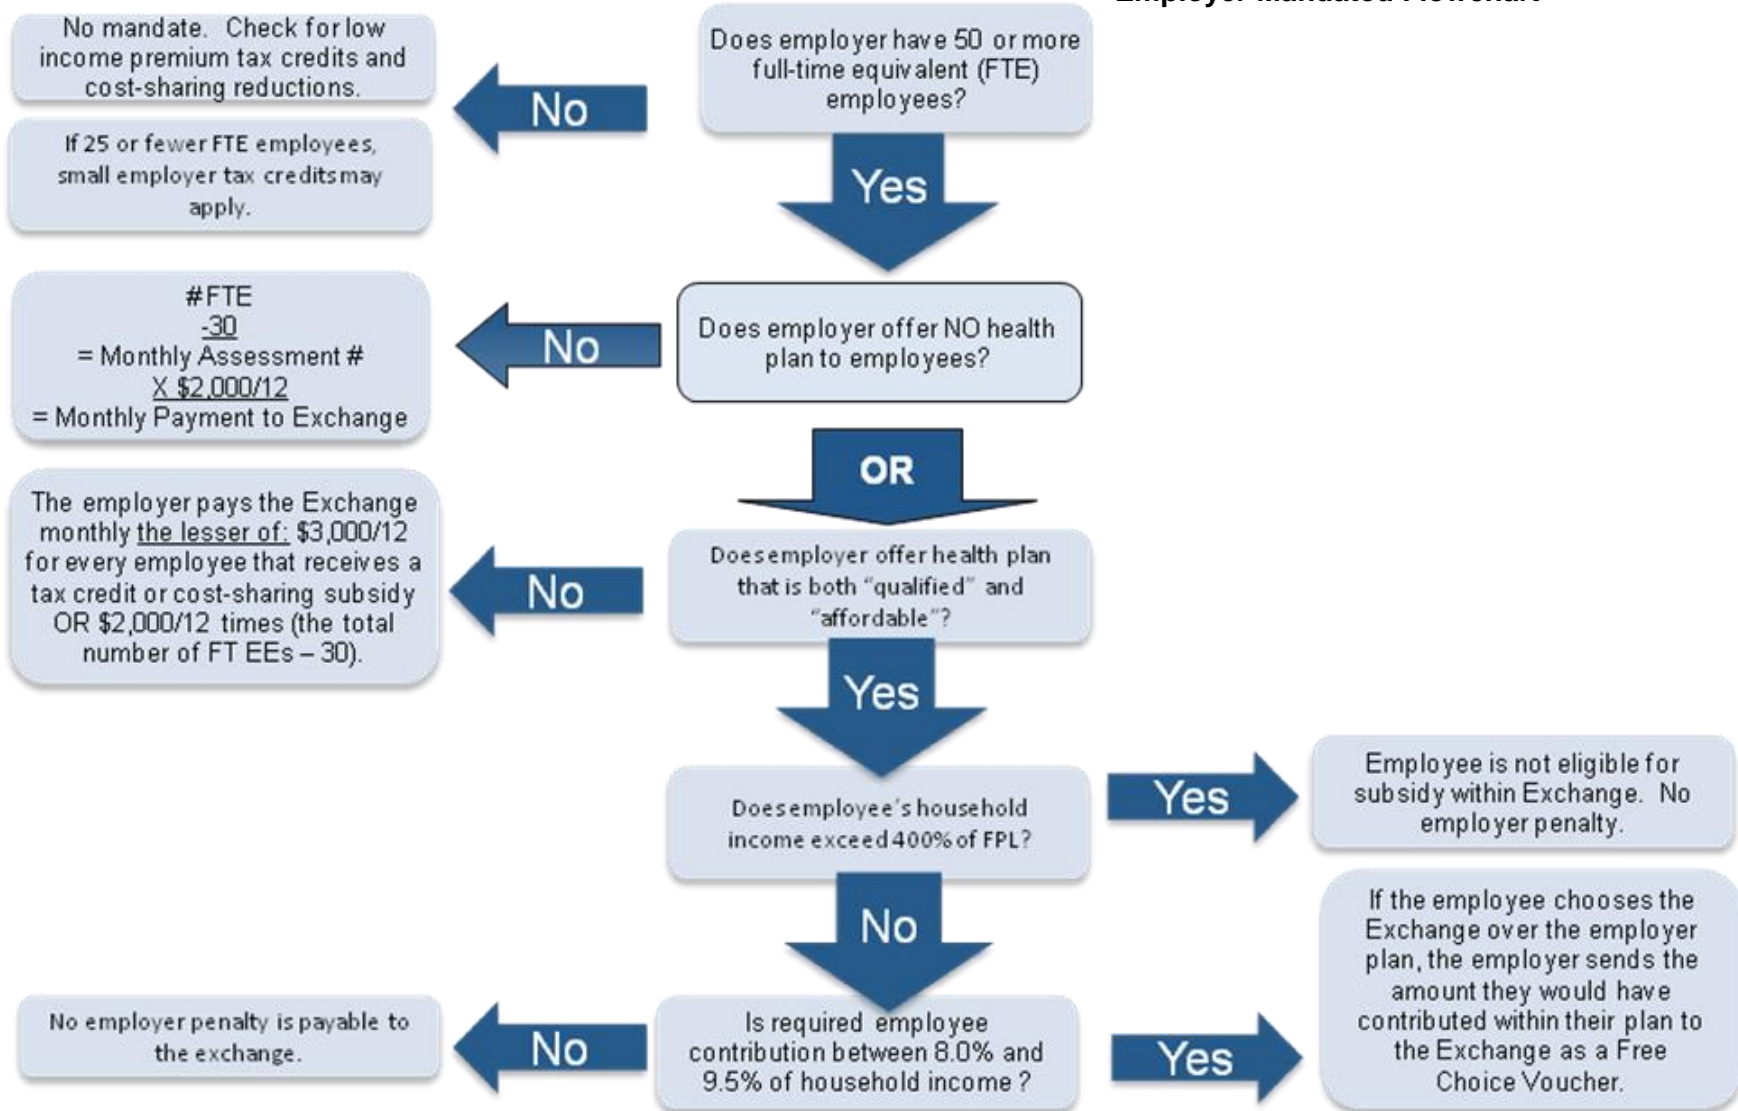 Employer Mandated Flowchart
No mandate. Check for low
income premium tax credits and
cost-sharing reductions.
No
Does employer have 50 or more
full-time equivalent (FTE)
employees?
If 25 or fewer FTE employees,
small employer tax creditsmay
apply.
Yes
#FTE
-30
= Monthly Assessment #
X $2,000/12
= Monthly Payment to Exchange
No
Does employer offer NO health
plan to employees?
OR
The employer pays the Exchange
monthly the lesser of: $3,000/12
for every employee that receives a
tax credit or cost-sharing subsidy
OR $2,000/12 times (the total
number of FT EEs – 30).
No
Does employer offer health plan
that is both “qualified” and
“affordable”?
Yes
Does employee's household
income exceed 400% of FPL?
Yes
Employee is not eligible for
subsidy within Exchange. No
employer penalty.
No
No employer penalty is payable to
the exchange.
No
Is required employee
contribution between 8.0% and
9.5% of household income ?
Yes
If the employee chooses the
Exchange over the employer
plan, the employer sends the
amount they would have
contributed within their plan to
the Exchange as a Free
Choice Voucher.